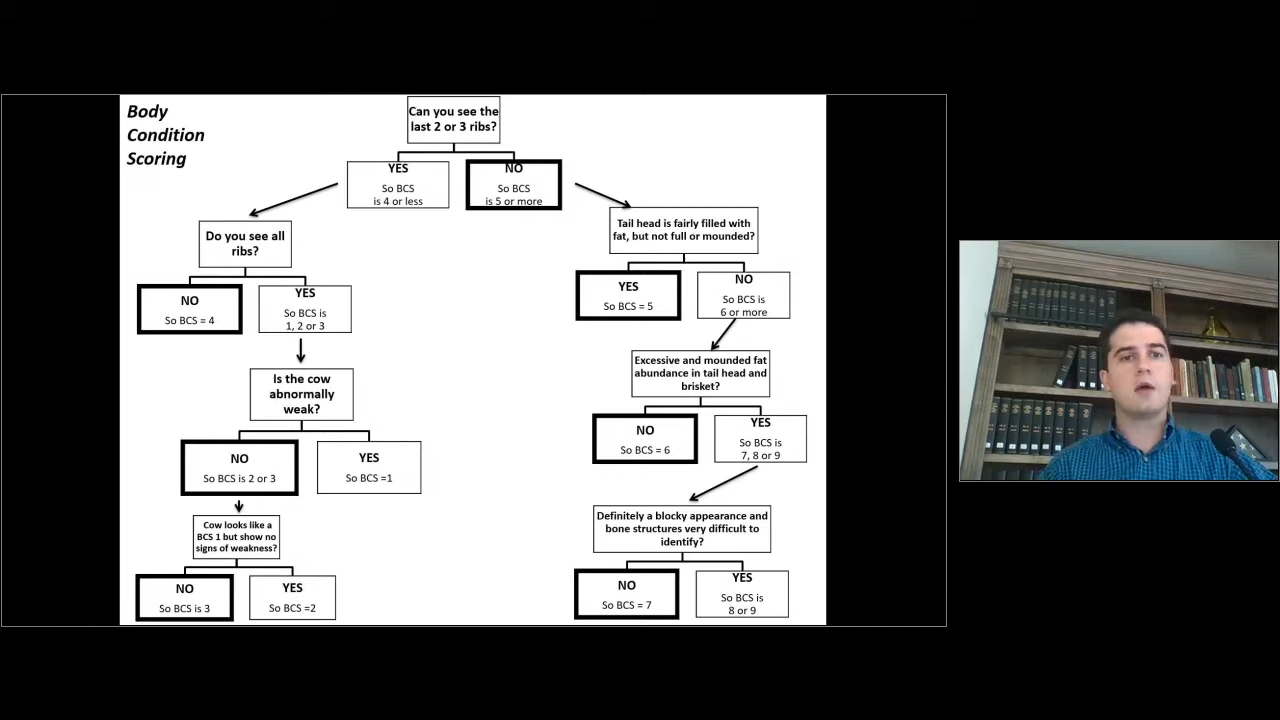 Body
Condition
Scoring
Can you see the
last 2 or 3 ribs?
YES
So BCS
is 4 or less
NO
So BCS
is 5 or more
Do you see all
ribs?
NO
So BCS = 4
YES
So BCS is
1, 2 or 3
Is the cow
abnormally
weak?
NO
So BCS is 2 or 3
YES
So BCS =1
Cow looks like a
BCS 1 but show no
signs of weakness?
NO
So BCS is 3
YES
So BCS =2
Tail head is fairly filled with
fat, but not full or mounded?
YES
So BCS = 5
NO
So BCS is
6 or more
Excessive and mounded fat
abundance in tail head and
brisket?
NO
So BCS = 6
YES
So BCS is
7, 8 or 9
Definitely a blocky appearance and
bone structures very difficult to
identify?
NO
So BCS = 7
YES
So BCS is
8 or 9